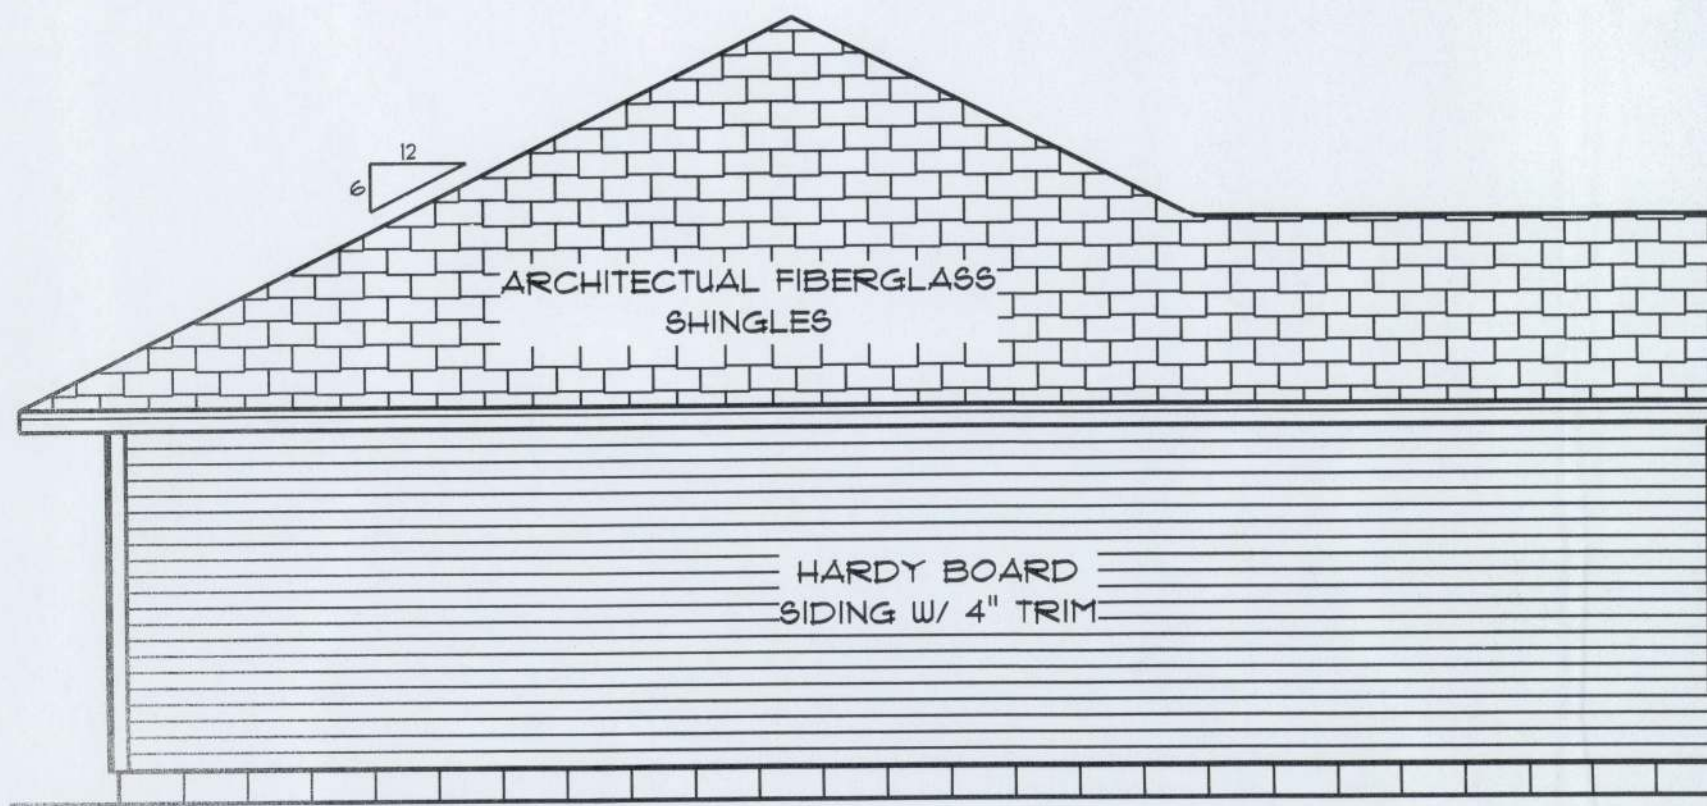 12
6
ARCHITECTUAL FIBERGLASS
SHINGLES
HARDY BOARD
SIDING W/ 4" TRIM